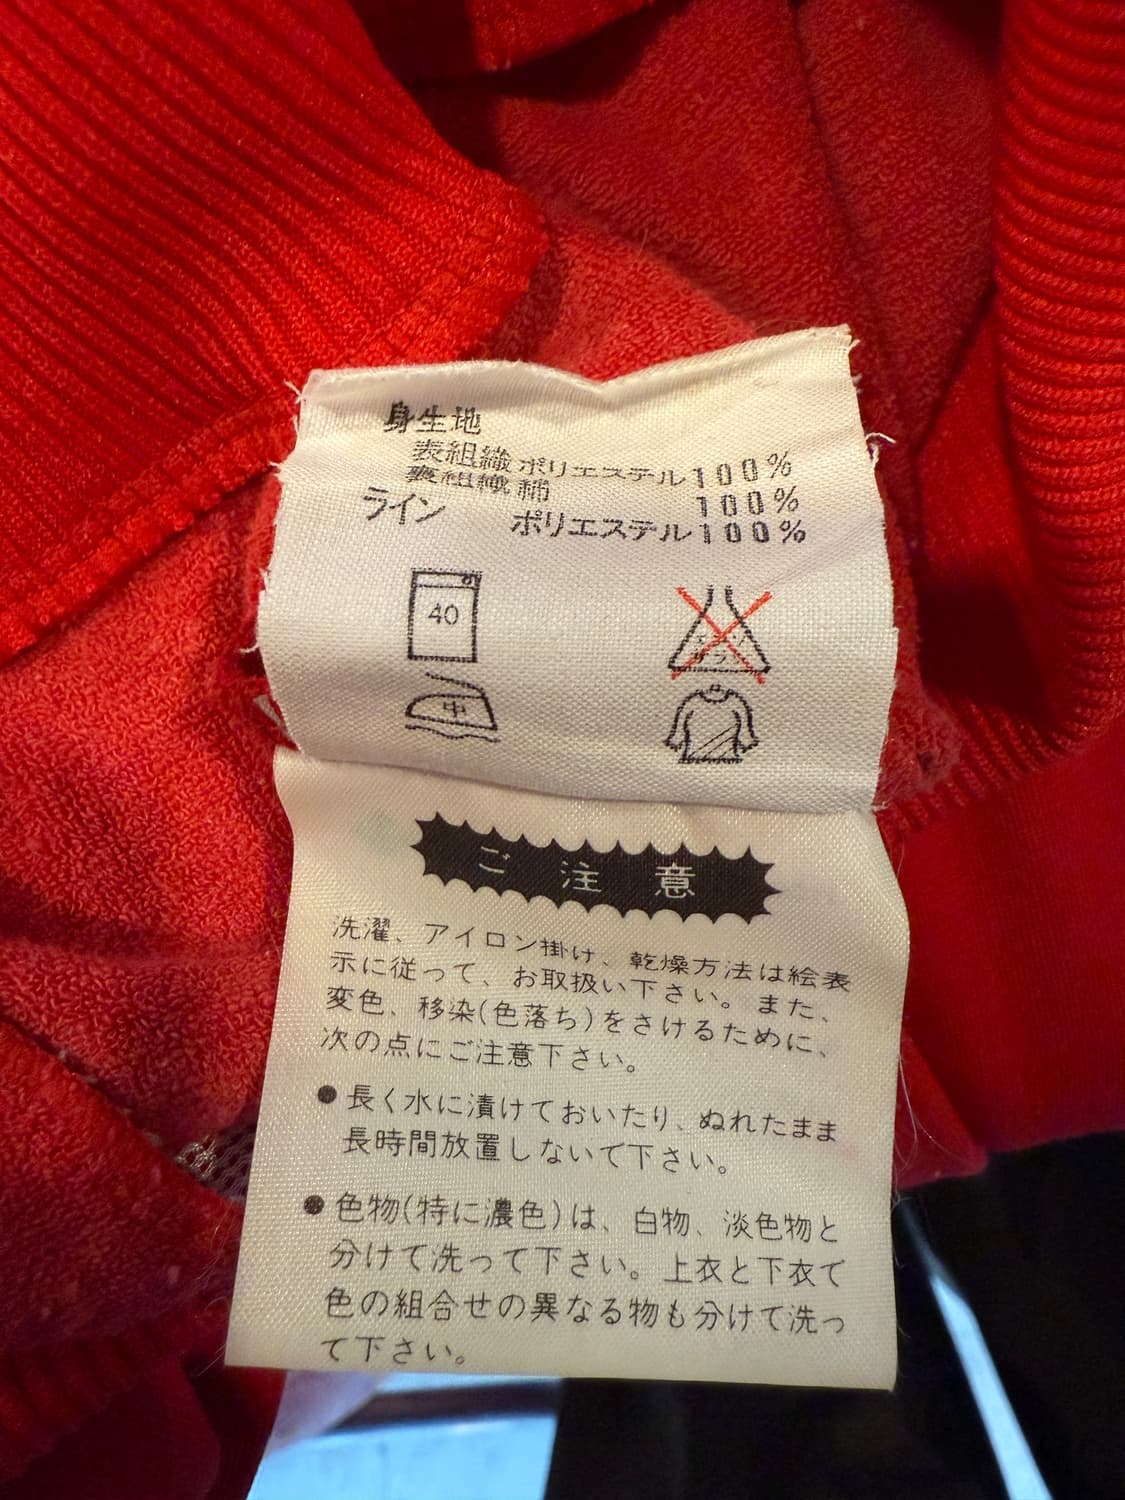 身生地
表組織 ポリエステル100%
裏組織 綿 100%
ライン ポリエステル100%
40
エンソ
サラシ
中
ご注意
洗濯、アイロン掛け、乾燥方法は絵表
示に従って、お取扱い下さい。また、
変色、移染(色落ち)をさけるために、
次の点にご注意下さい。
●長く水に漬けておいたり、ぬれたまま
長時間放置しないで下さい。
●色物(特に濃色)は、白物、淡色物と
分けて洗って下さい。上衣と下衣で
色の組合せの異なる物も分けて洗っ
て下さい。